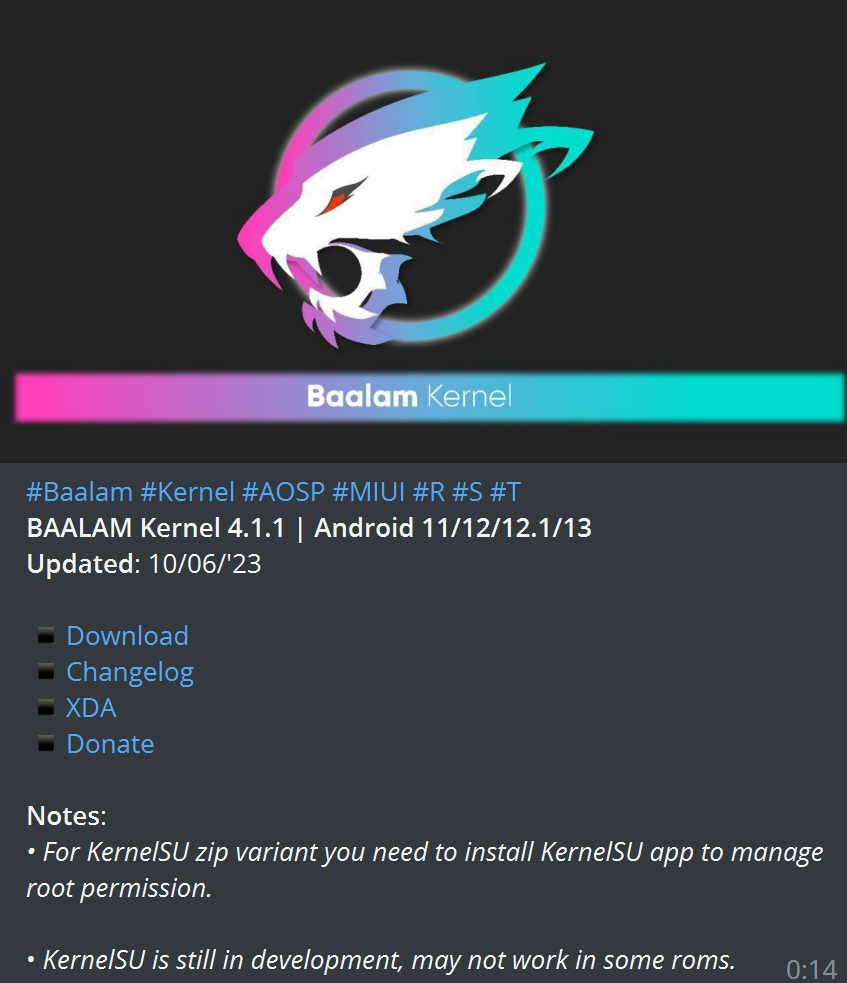 Baalam Kernel
#Baalam #Kernel #AOSP #MIUI #R #S #T
BAALAM Kernel 4.1.1 | Android 11/12/12.1/13
Updated: 10/06/'23
Download
Changelog
XDA
Donate
Notes:
• For KernelSU zip variant you need to install KernelSU app to manage
root permission.
• KernelSU is still in development, may not work in some roms.
0:14